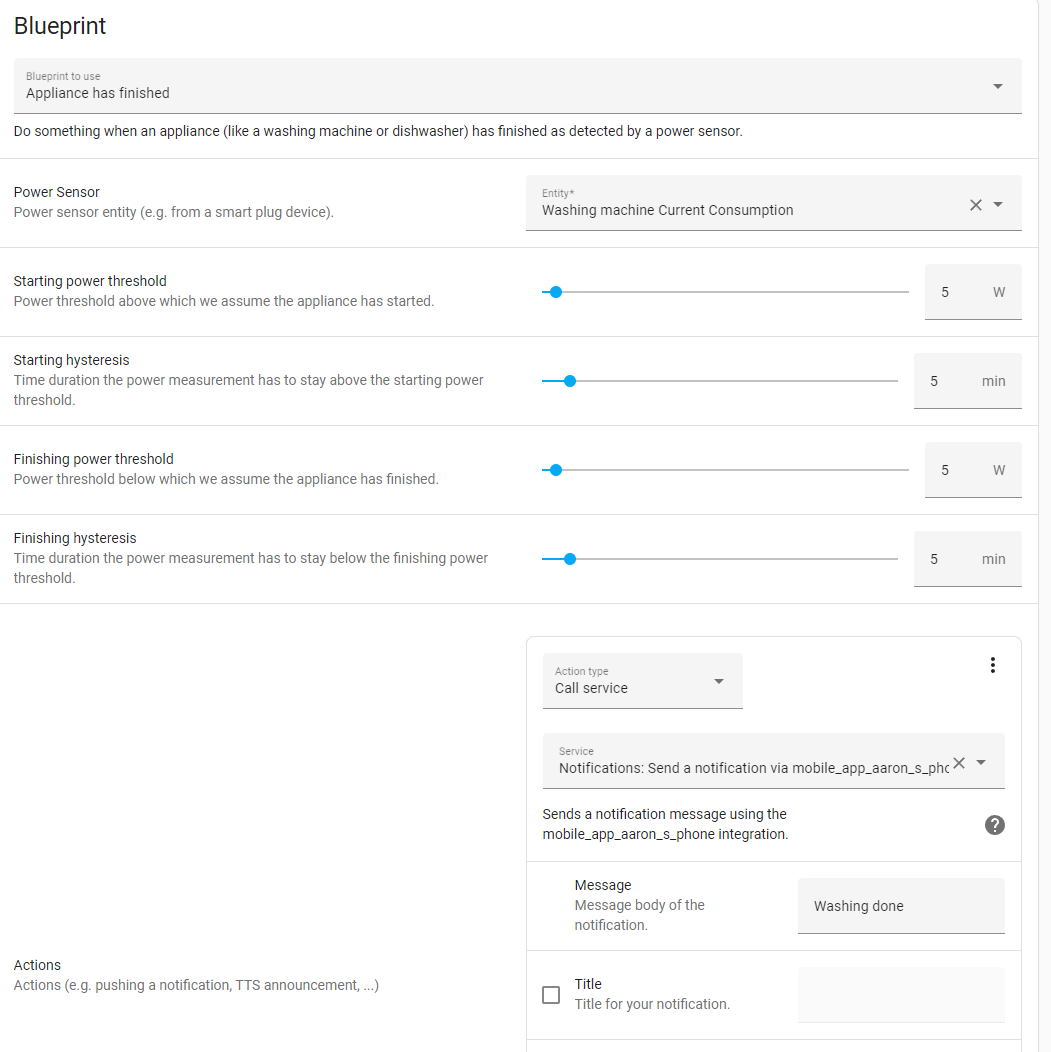 Blueprint
Blueprint to use
Appliance has finished
Do something when an appliance (like a washing machine or dishwasher) has finished as detected by a power sensor.
Power Sensor
Power sensor entity (e.g. from a smart plug device).
Entity*
Washing machine Current Consumption
Starting power threshold
Power threshold above which we assume the appliance has started.
5 W
Starting hysteresis
Time duration the power measurement has to stay above the starting power
threshold.
5 min
Finishing power threshold
Power threshold below which we assume the appliance has finished.
5 W
Finishing hysteresis
Time duration the power measurement has to stay below the finishing power
threshold.
5 min
Action type
Call service
Service
Notifications: Send a notification via mobile_app_aaron_s_phc
Sends a notification message using the
mobile_app_aaron_s_phone integration.
?
Message
Message body of the
notification.
Washing done
Actions
Actions (e.g. pushing a notification, TTS announcement, ...)
Title
Title for your notification.